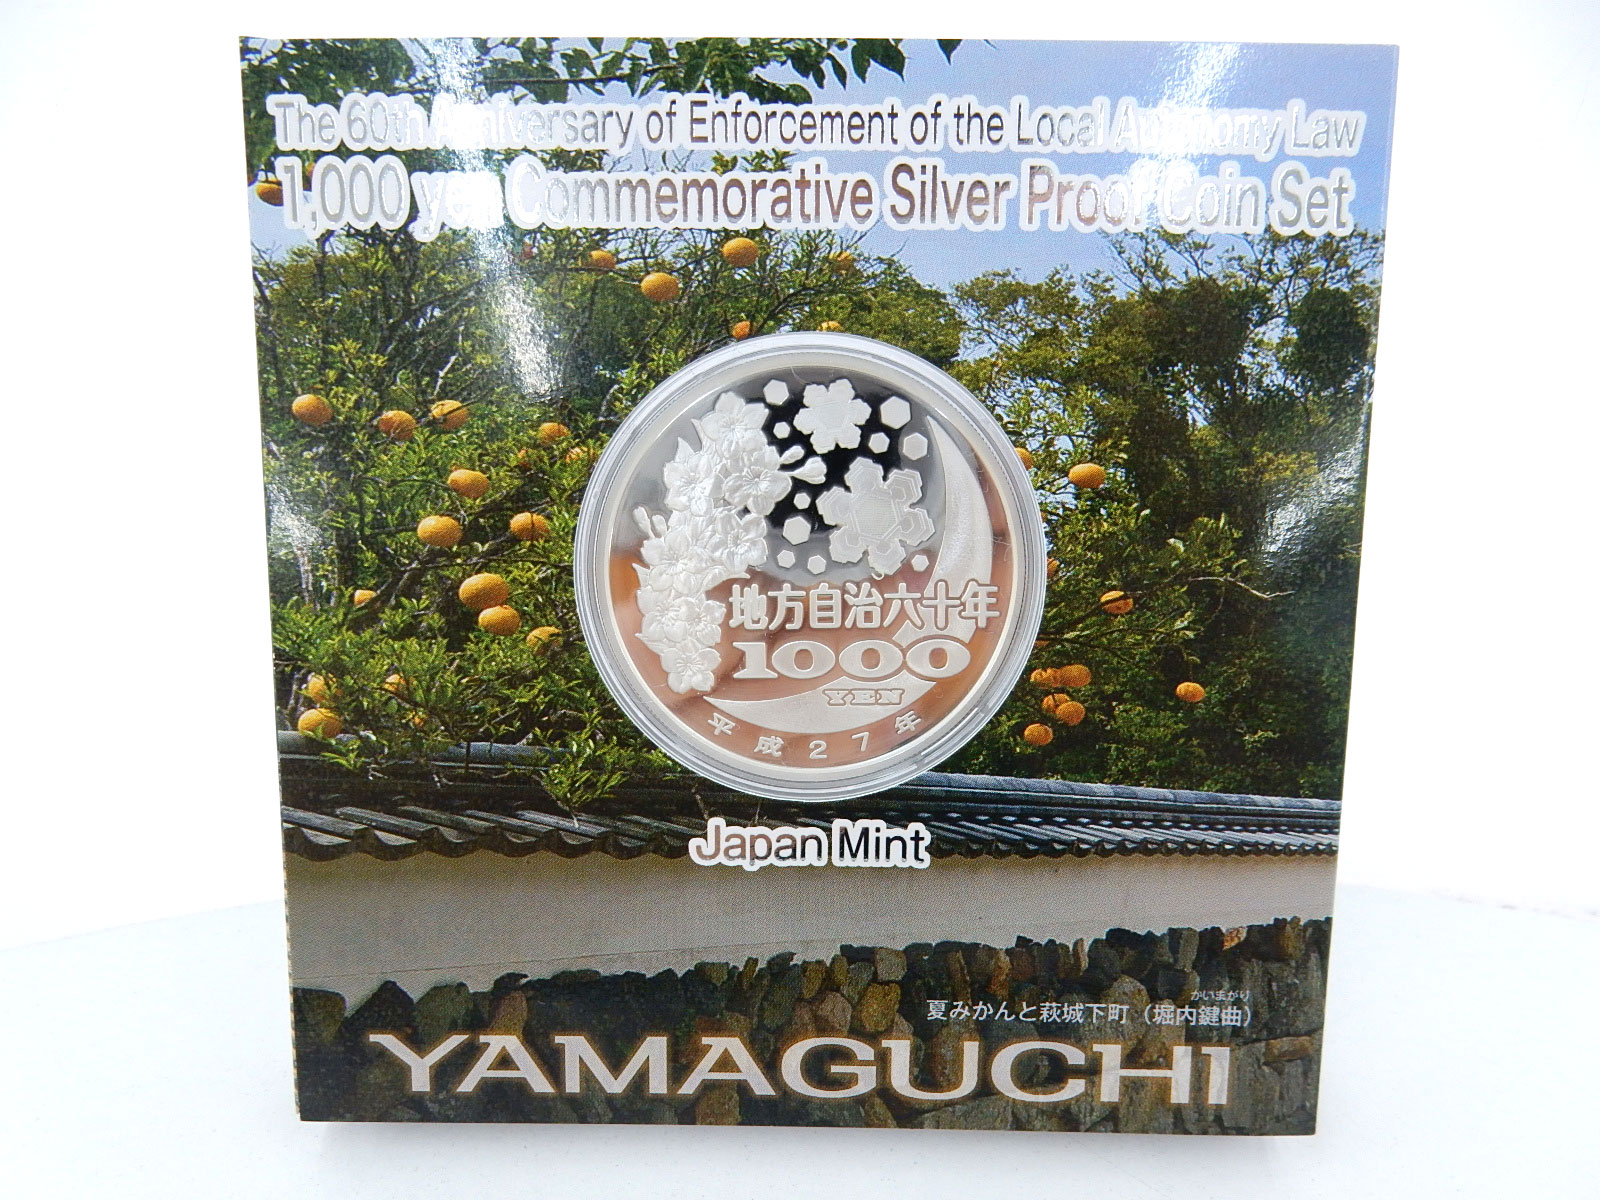 The 60th Anniversary of Enforcement of the Local Autonomy Law
1,000 yen Commemorative Silver Proof Coin Set
地方自治六十年
1000
YEN
平成27年
Japan Mint
かいまがり
夏みかんと萩城下町（堀内鍵曲）
YAMAGUCHI